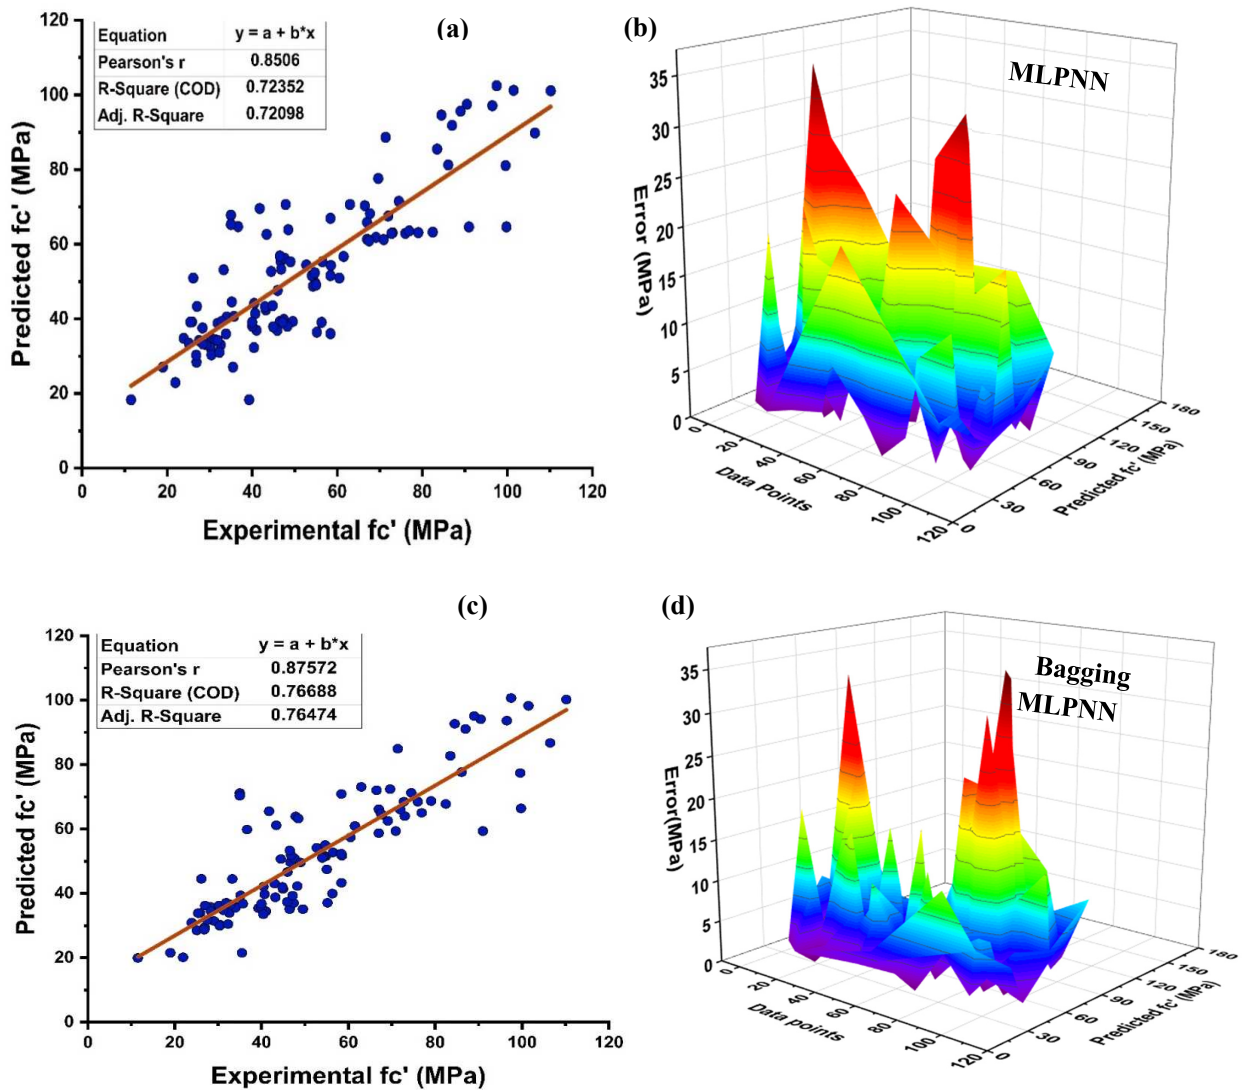 (a)
Equation y = a + b*x
Pearson's r 0.8506
R-Square (COD) 0.72352
Adj. R-Square 0.72098
120
100
80
60
40
20
0
Predicted fc' (MPa)
0 20 40 60 80 100 120
Experimental fc' (MPa)
(b)
MLPNN
35
30
25
20
15
10
5
0
Error (MPa)
0 20 40 60 80 100 120
Data Points
0 30 60 90 120 150 180
Predicted fc' (MPa)
(c)
Equation y = a + b*x
Pearson's r 0.87572
R-Square (COD) 0.76688
Adj. R-Square 0.76474
120
100
80
60
40
20
0
Predicted fc' (MPa)
0 20 40 60 80 100 120
Experimental fc' (MPa)
(d)
Bagging
MLPNN
35
30
25
20
15
10
5
0
Error(MPa)
0 20 40 60 80 100 120
Data points
0 30 60 90 120 150 180
Predicted fc' (MPa)